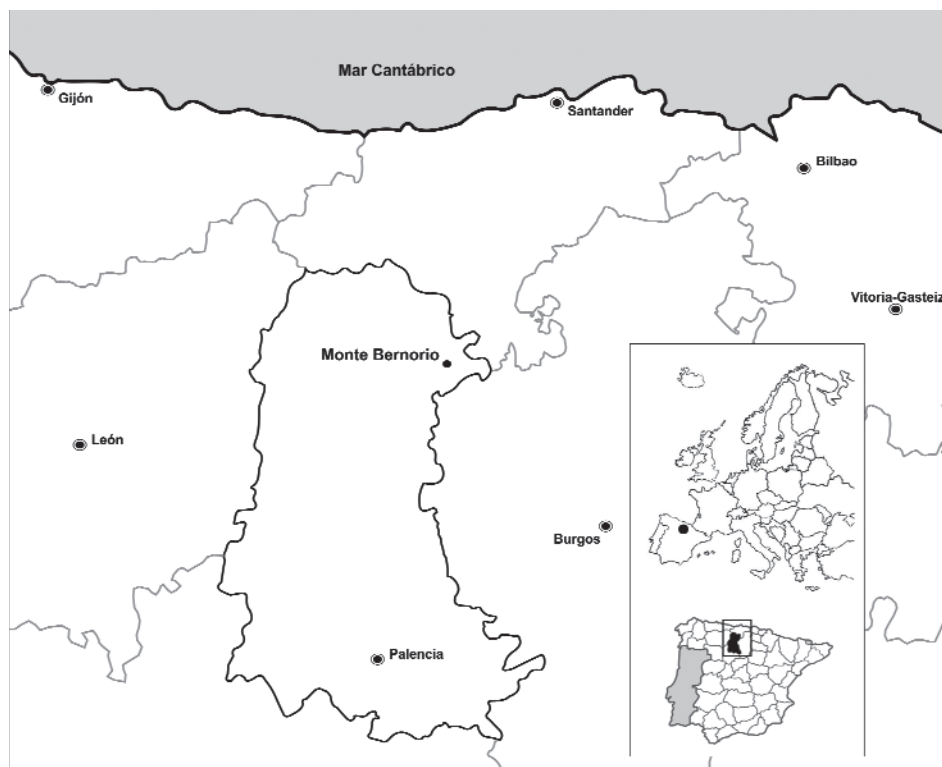 Mar Cantábrico
Gijón
Santander
Bilbao
Vitoria-Gasteiz
Monte Bernorio
León
Burgos
Palencia